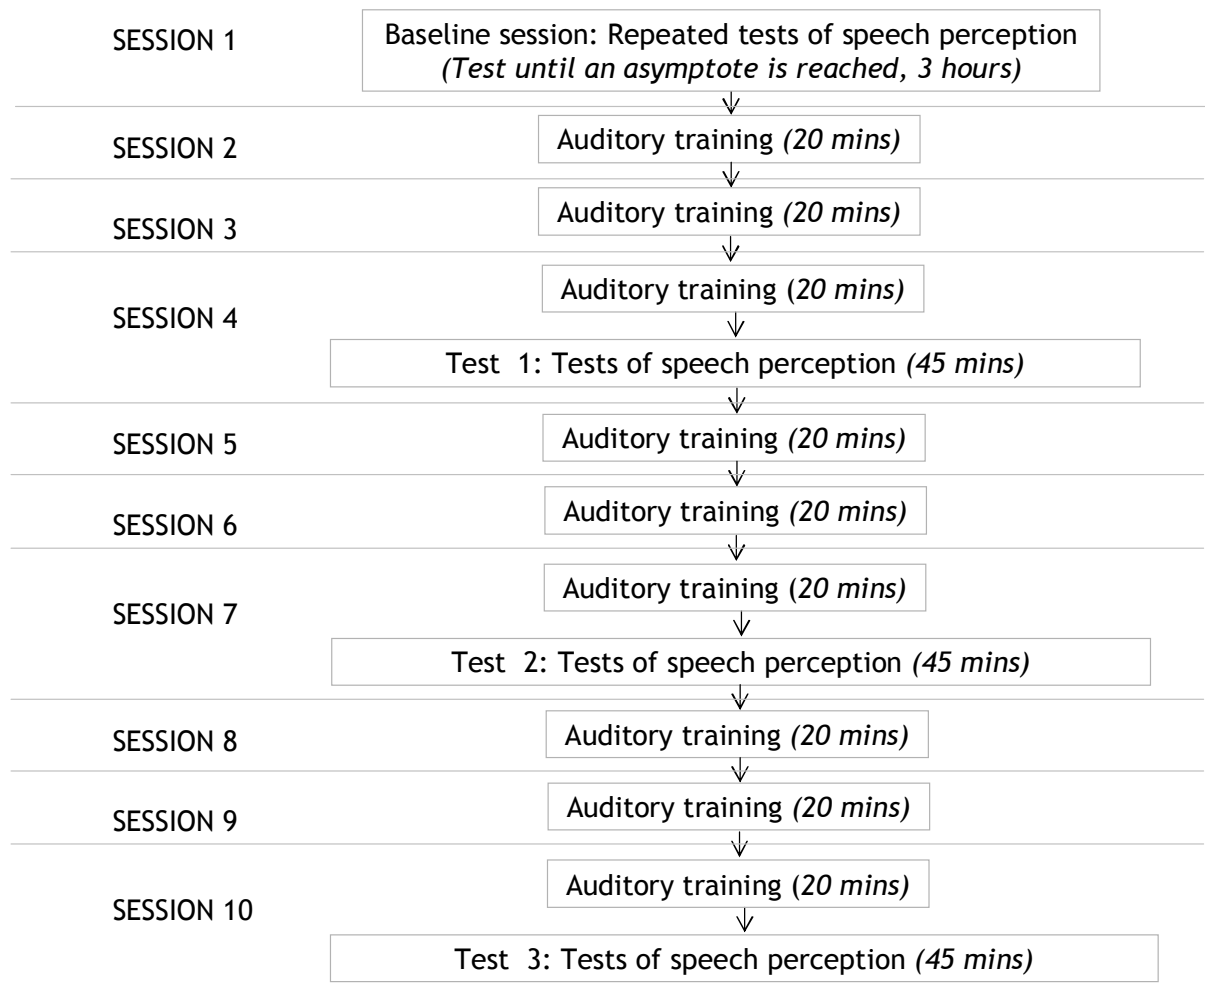 SESSION 1
Baseline session: Repeated tests of speech perception
(Test until an asymptote is reached, 3 hours)
SESSION 2
Auditory training (20 mins)
SESSION 3
Auditory training (20 mins)
SESSION 4
Auditory training (20 mins)
Test 1: Tests of speech perception (45 mins)
SESSION 5
Auditory training (20 mins)
SESSION 6
Auditory training (20 mins)
SESSION 7
Auditory training (20 mins)
Test 2: Tests of speech perception (45 mins)
SESSION 8
Auditory training (20 mins)
SESSION 9
Auditory training (20 mins)
SESSION 10
Auditory training (20 mins)
Test 3: Tests of speech perception (45 mins)